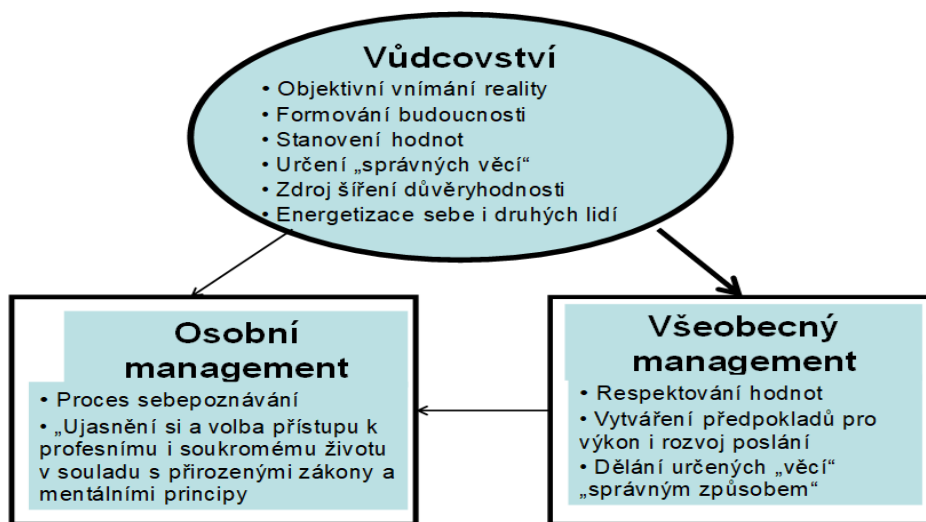 Vůdcovství
• Objektivní vnímání reality
• Formování budoucnosti
• Stanovení hodnot
• Určení „správných věcí“
• Zdroj šíření důvěryhodnosti
• Energetizace sebe i druhých lidí
Osobní
management
• Proces sebepoznávání
• „Ujasnění si a volba přístupu k
profesnímu i soukromému životu
v souladu s přirozenými zákony a
mentálními principy
Všeobecný
management
• Respektování hodnot
• Vytváření předpokladů pro
výkon i rozvoj poslání
• Dělání určených „věcí“
„správným způsobem“